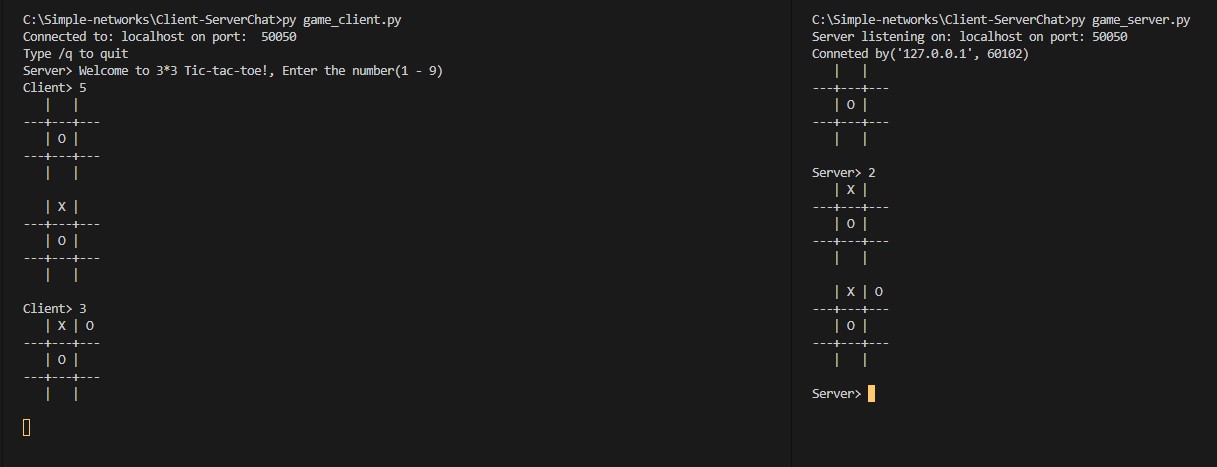 C:\Simple-networks\Client-ServerChat>py game_client.py
Connected to: localhost on port:  50050
Type /q to quit
Server> Welcome to 3*3 Tic-tac-toe!, Enter the number(1 - 9)
Client> 5
   |   |
---+---+---
   | O |
---+---+---
   |   |

   | X |
---+---+---
   | O |
---+---+---
   |   |

Client> 3
   | X | O
---+---+---
   | O |
---+---+---
   |   |

C:\Simple-networks\Client-ServerChat>py game_server.py
Server listening on: localhost on port: 50050
Conneted by('127.0.0.1', 60102)
   |   |
---+---+---
   | O |
---+---+---
   |   |

Server> 2
   | X |
---+---+---
   | O |
---+---+---
   |   |

   | X | O
---+---+---
   | O |
---+---+---
   |   |

Server>